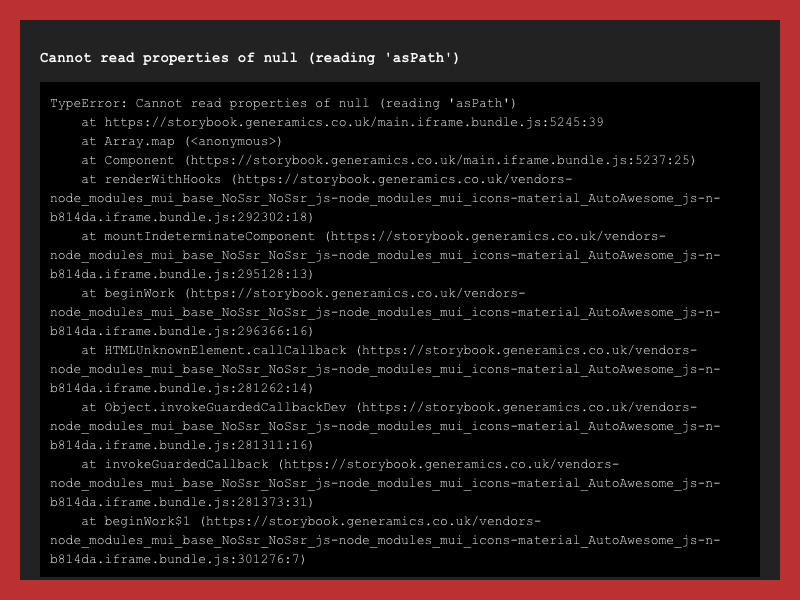 Cannot read properties of null (reading 'asPath')
TypeError: Cannot read properties of null (reading 'asPath')
at https://storybook.generamics.co.uk/main.iframe.bundle.js:5245:39
at Array.map (<anonymous>)
at Component (https://storybook.generamics.co.uk/main.iframe.bundle.js:5237:25)
at renderWithHooks (https://storybook.generamics.co.uk/vendors-
node_modules_mui_base_NoSsr_NoSsr_js-node_modules_mui_icons-material_AutoAwesome_js-n-
b814da.iframe.bundle.js:292302:18)
at mountIndeterminateComponent (https://storybook.generamics.co.uk/vendors-
node_modules_mui_base_NoSsr_NoSsr_js-node_modules_mui_icons-material_AutoAwesome_js-n-
b814da.iframe.bundle.js:295128:13)
at beginWork (https://storybook.generamics.co.uk/vendors-
node_modules_mui_base_NoSsr_NoSsr_js-node_modules_mui_icons-material_AutoAwesome_js-n-
b814da.iframe.bundle.js:296366:16)
at HTMLUnknownElement.callCallback (https://storybook.generamics.co.uk/vendors-
node_modules_mui_base_NoSsr_NoSsr_js-node_modules_mui_icons-material_AutoAwesome_js-n-
b814da.iframe.bundle.js:281262:14)
at Object.invokeGuardedCallbackDev (https://storybook.generamics.co.uk/vendors-
node_modules_mui_base_NoSsr_NoSsr_js-node_modules_mui_icons-material_AutoAwesome_js-n-
b814da.iframe.bundle.js:281311:16)
at invokeGuardedCallback (https://storybook.generamics.co.uk/vendors-
node_modules_mui_base_NoSsr_NoSsr_js-node_modules_mui_icons-material_AutoAwesome_js-n-
b814da.iframe.bundle.js:281373:31)
at beginWork$1 (https://storybook.generamics.co.uk/vendors-
node_modules_mui_base_NoSsr_NoSsr_js-node_modules_mui_icons-material_AutoAwesome_js-n-
b814da.iframe.bundle.js:301276:7)